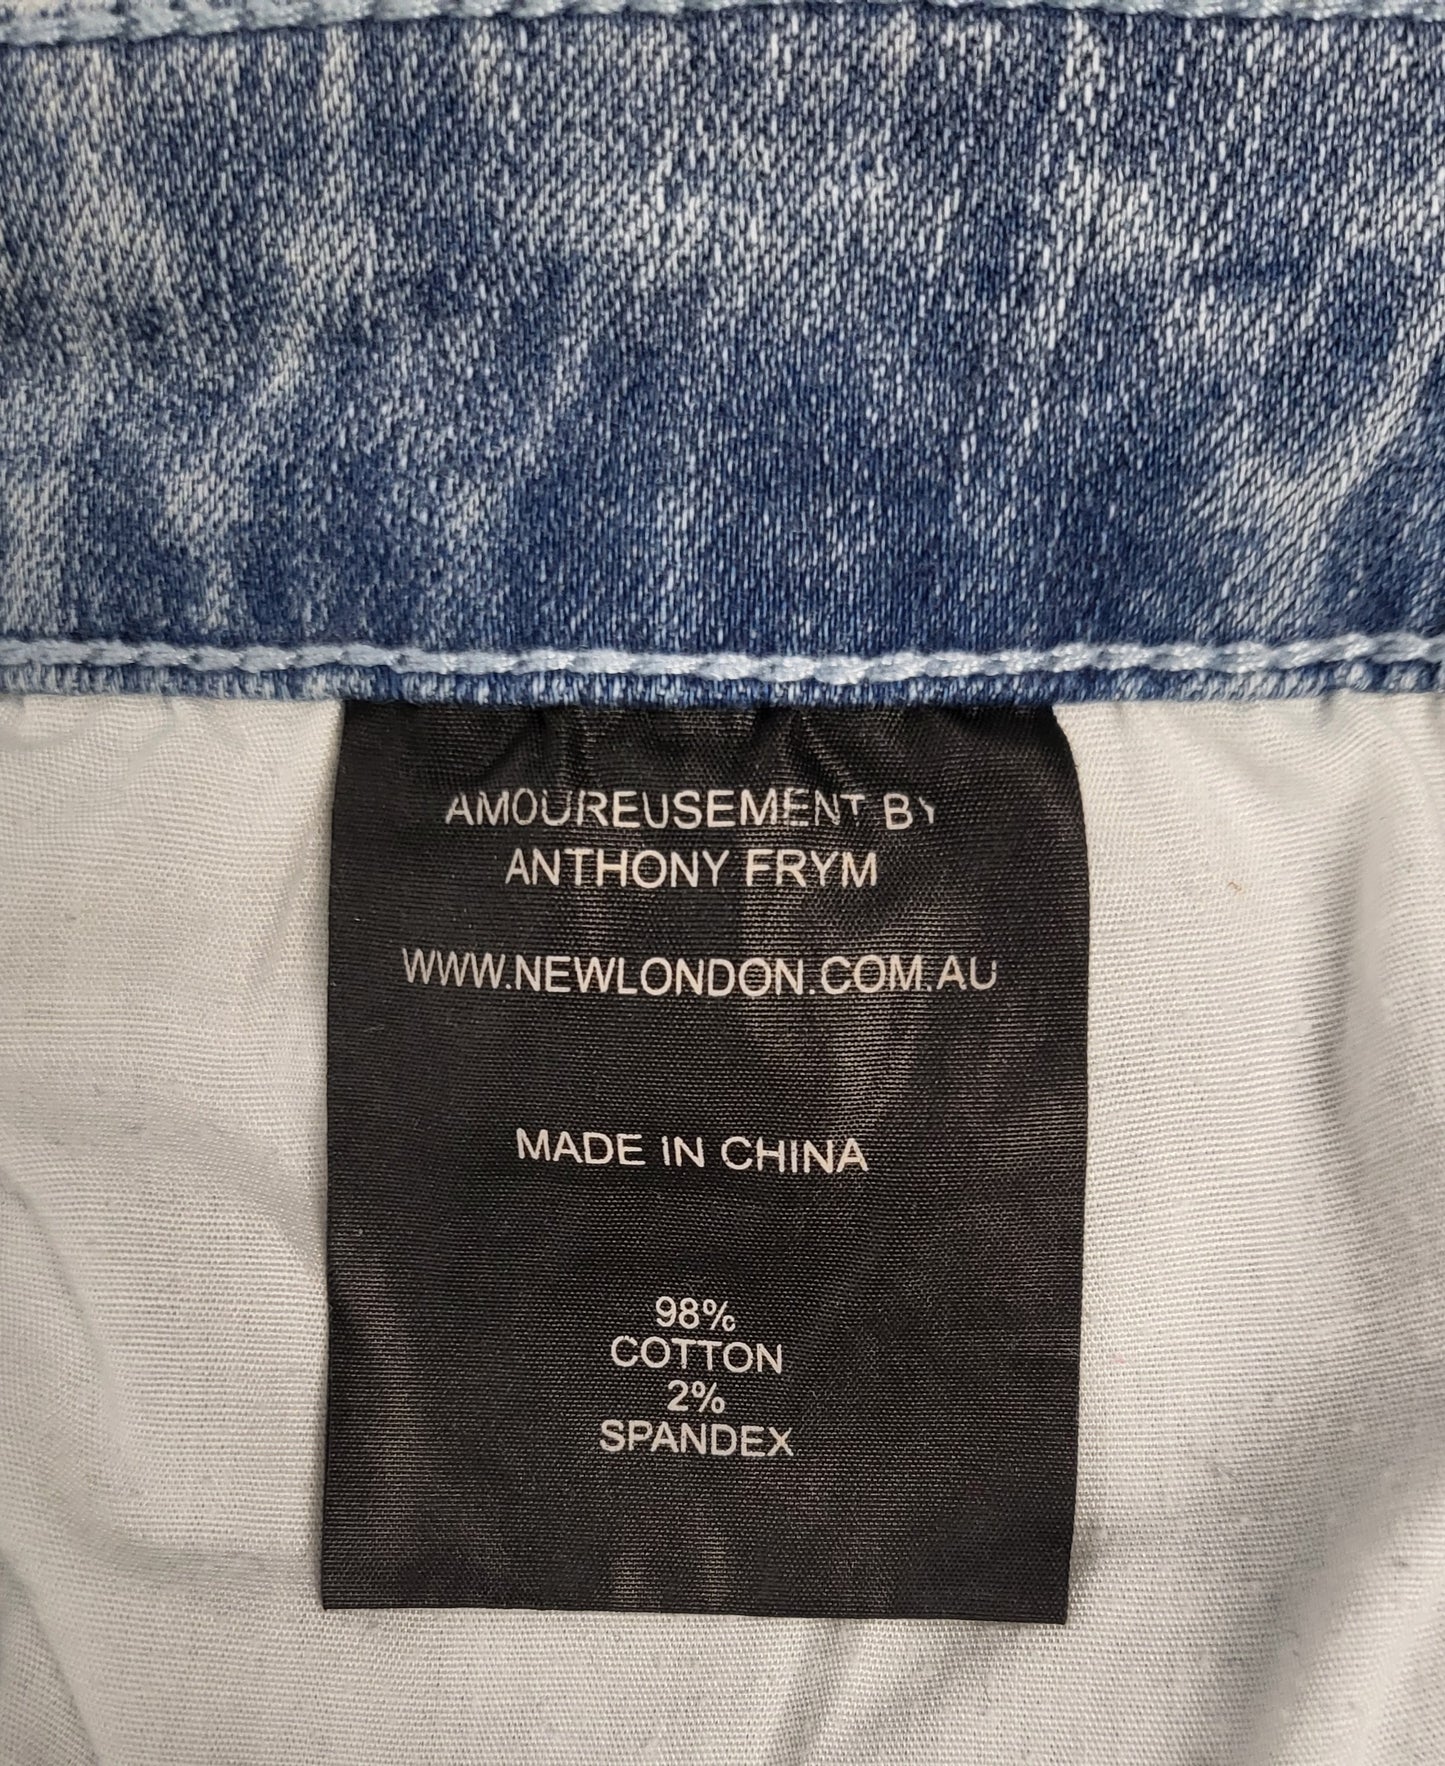 AMOUREUSEMENT BY
ANTHONY FRYM
WWW.NEWLONDON.COM.AU
MADE IN CHINA
98%
COTTON
2%
SPANDEX